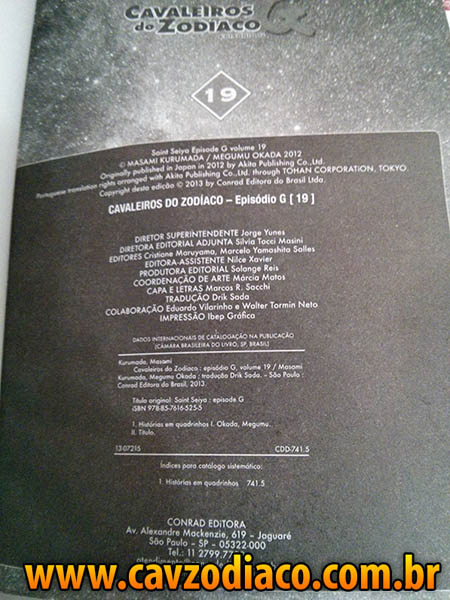 CAVALEIROS
do ZODÍACO
19
Saint Seiya Episode G volume 19
© MASAMI KURUMADA / MEGUMU OKADA 2012
Originally published in Japan in 2012 by Akita Publishing Co.,Ltd.
Portuguese translation rights arranged with Akita Publishing Co.,Ltd. through TOHAN CORPORATION, TOKYO
Copyright desta edição © 2013 by Conrad Editora do Brasil Ltda.
CAVALEIROS DO ZODÍACO – Episódio G [ 19 ]
DIRETOR SUPERINTENDENTE Jorge Yunes
DIRETORA EDITORIAL ADJUNTA Silvia Tocci Masini
EDITORES Cristiane Maruyama, Marcelo Yamashita Salles
EDITORA-ASSISTENTE Nilce Xavier
PRODUTORA EDITORIAL Solange Reis
COORDENAÇÃO DE ARTE Márcia Matos
CAPA E LETRAS Marcos R. Sacchi
TRADUÇÃO Drik Sada
COLABORAÇÃO Eduardo Vilarinho e Walter Tormin Neto
IMPRESSÃO Ibep Gráfica
DADOS INTERNACIONAIS DE CATALOGAÇÃO NA PUBLICAÇÃO
(CÂMARA BRASILEIRA DO LIVRO, SP, BRASIL)
Kurumada, Masami
Cavaleiros do Zodíaco : episódio G, volume 19 / Masami
Kurumada, Megumu Okada ; tradução Drik Sada. – São Paulo :
Conrad Editora do Brasil, 2013.
Título original: Saint Seiya : episode G
ISBN 978-85-7616-525-5
1. Histórias em quadrinhos I. Okada, Megumu.
II. Título.
13-07215 CDD-741.5
Índices para catálogo sistemático:
1. Histórias em quadrinhos 741.5
CONRAD EDITORA
Av. Alexandre Mackenzie, 619 – Jaguaré
São Paulo – SP – 05322-000
Tel.: 11 2799.77
www.cavzodiaco.com.br